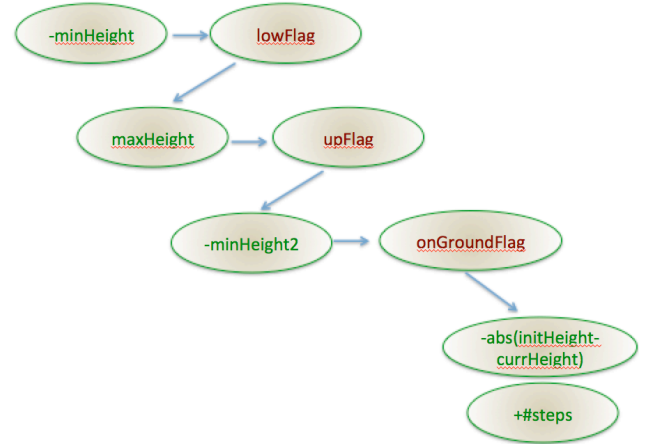 -minHeight
lowFlag
maxHeight
upFlag
-minHeight2
onGroundFlag
-abs(initHeight-
currHeight)
+#steps